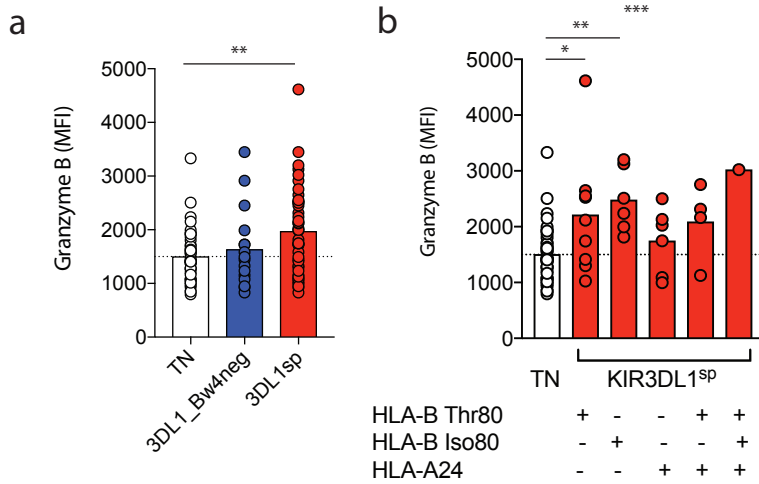 a
**
Granzyme B (MFI)
5000
4000
3000
2000
1000
0
TN
3DL1_Bw4neg
3DL1sp
b
***
**
*
Granzyme B (MFI)
5000
4000
3000
2000
1000
0
TN
KIR3DL1sp
HLA-B Thr80 + - - + +
HLA-B Iso80 - + - - +
HLA-A24 - - + + +